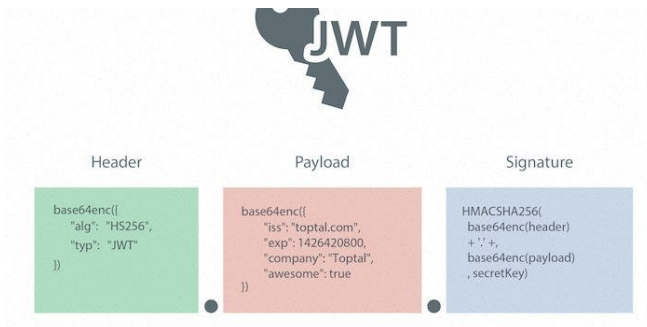 JWT
Header
Payload
Signature
base64enc({
"alg": "HS256",
"typ": "JWT"
})
base64enc({
"iss": "toptal.com",
"exp": 1426420800,
"company": "Toptal",
"awesome": true
})
HMACSHA256(
base64enc(header)
+ '.' +,
base64enc(payload)
, secretKey)